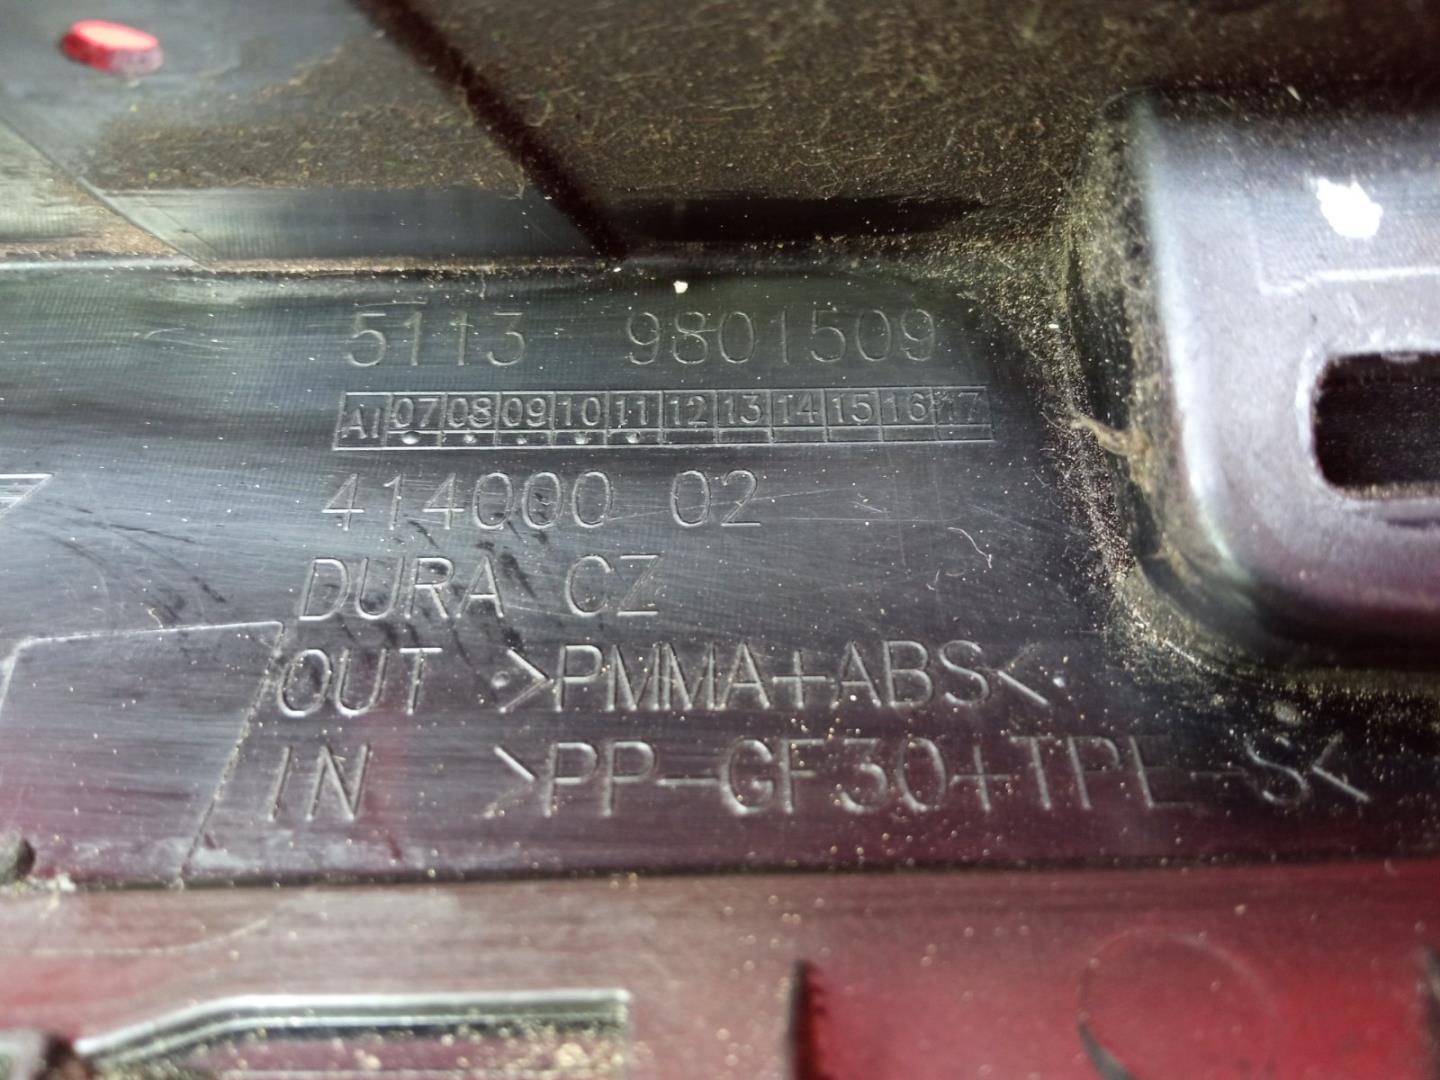 5113 9801509
AI 07 08 09 10 11 12 13 14 15 16 17
414000 02
DURA CZ
OUT >PMMA+ABS<
IN >PP-GF30+TPE-S<